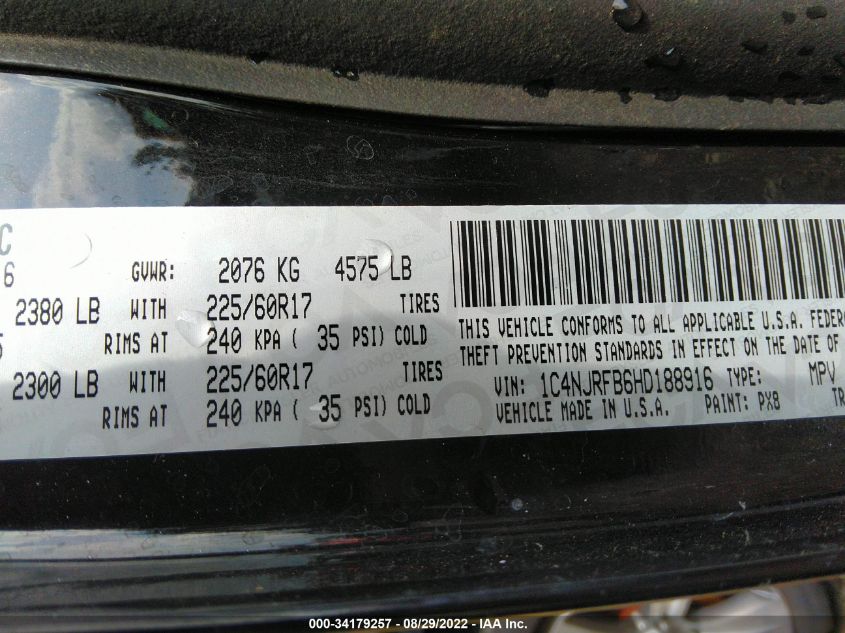 C
6 GVWR: 2076 KG 4575 LB
2380 LB WITH 225/60R17 TIRES
5 RIMS AT 240 KPA ( 35 PSI) COLD
2300 LB WITH 225/60R17 TIRES
RIMS AT 240 KPA ( 35 PSI) COLD
THIS VEHICLE CONFORMS TO ALL APPLICABLE U.S.A. FEDER
THEFT PREVENTION STANDARDS IN EFFECT ON THE DATE OF
VIN: 1C4NJRFB6HD188916 TYPE: MPV
VEHICLE MADE IN U.S.A. PAINT: PX8 TR
000-34179257 - 08/29/2022 - IAA Inc.